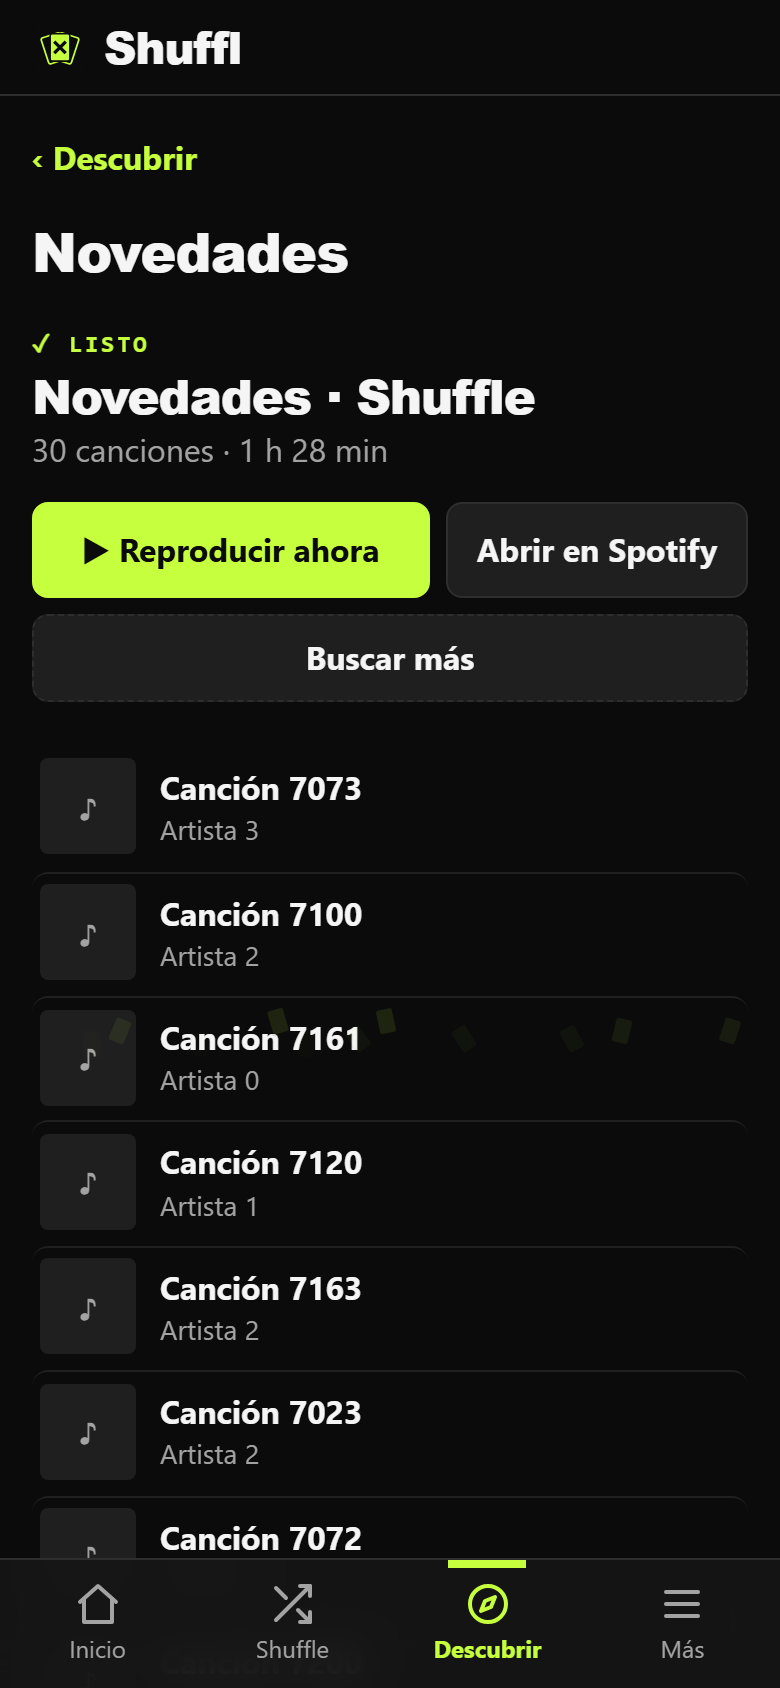 Shuffl
‹ Descubrir
Novedades
✓ LISTO
Novedades · Shuffle
30 canciones · 1 h 28 min
▶ Reproducir ahora
Abrir en Spotify
Buscar más
Canción 7073
Artista 3
Canción 7100
Artista 2
Canción 7161
Artista 0
Canción 7120
Artista 1
Canción 7163
Artista 2
Canción 7023
Artista 2
Canción 7072
Inicio
Shuffle
Descubrir
Más